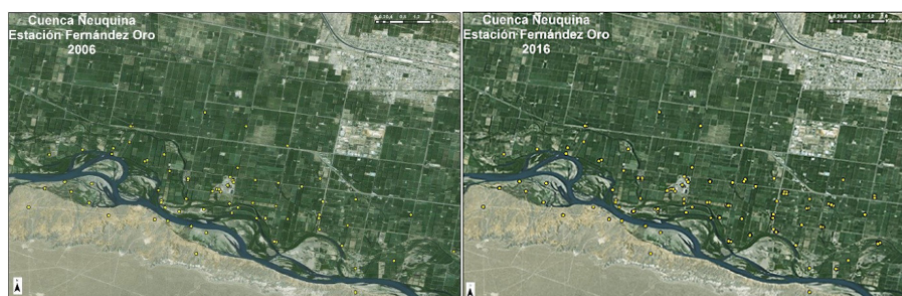 Cuenca Neuquina
Estación Fernández Oro
2006
Cuenca Neuquina
Estación Fernández Oro
2016